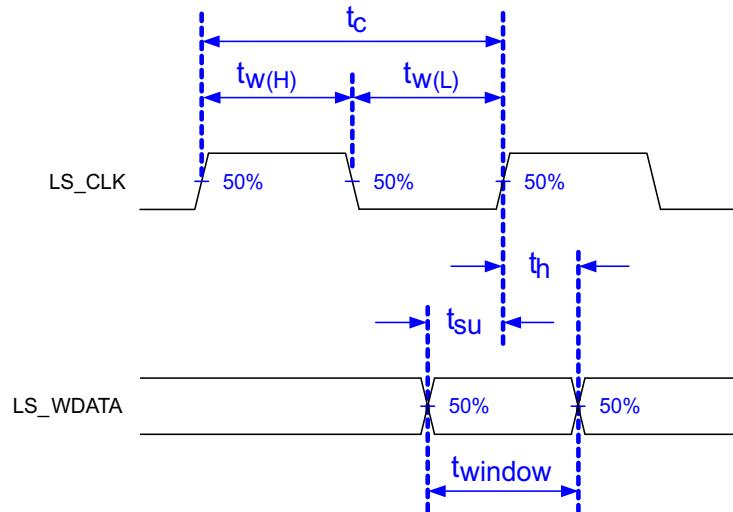 tc
tw(H)
tw(L)
LS_CLK
50%
50%
50%
th
tsu
LS_WDATA
50%
50%
twindow